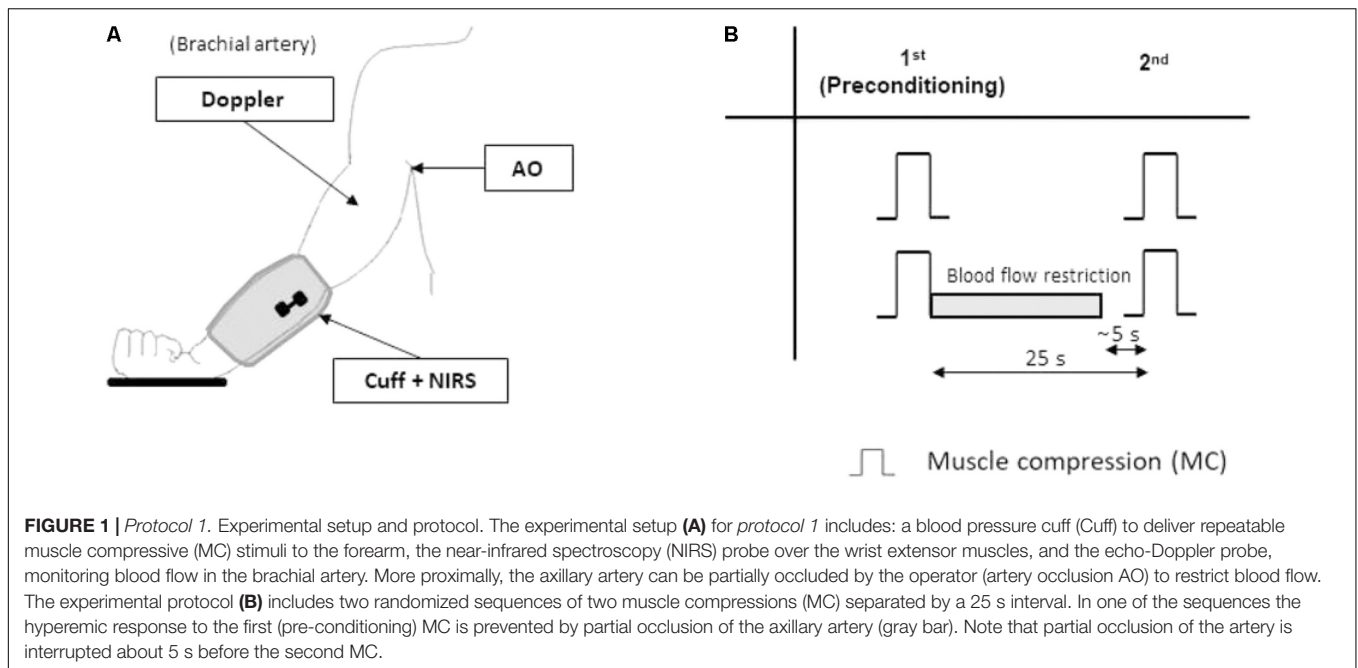 A
(Brachial artery)
Doppler
AO
Cuff + NIRS
B
1st
(Preconditioning)
2nd
Blood flow restriction
~5 s
25 s
Muscle compression (MC)
FIGURE 1 | Protocol 1. Experimental setup and protocol. The experimental setup (A) for protocol 1 includes: a blood pressure cuff (Cuff) to deliver repeatable
muscle compressive (MC) stimuli to the forearm, the near-infrared spectroscopy (NIRS) probe over the wrist extensor muscles, and the echo-Doppler probe,
monitoring blood flow in the brachial artery. More proximally, the axillary artery can be partially occluded by the operator (artery occlusion AO) to restrict blood flow.
The experimental protocol (B) includes two randomized sequences of two muscle compressions (MC) separated by a 25 s interval. In one of the sequences the
hyperemic response to the first (pre-conditioning) MC is prevented by partial occlusion of the axillary artery (gray bar). Note that partial occlusion of the artery is
interrupted about 5 s before the second MC.